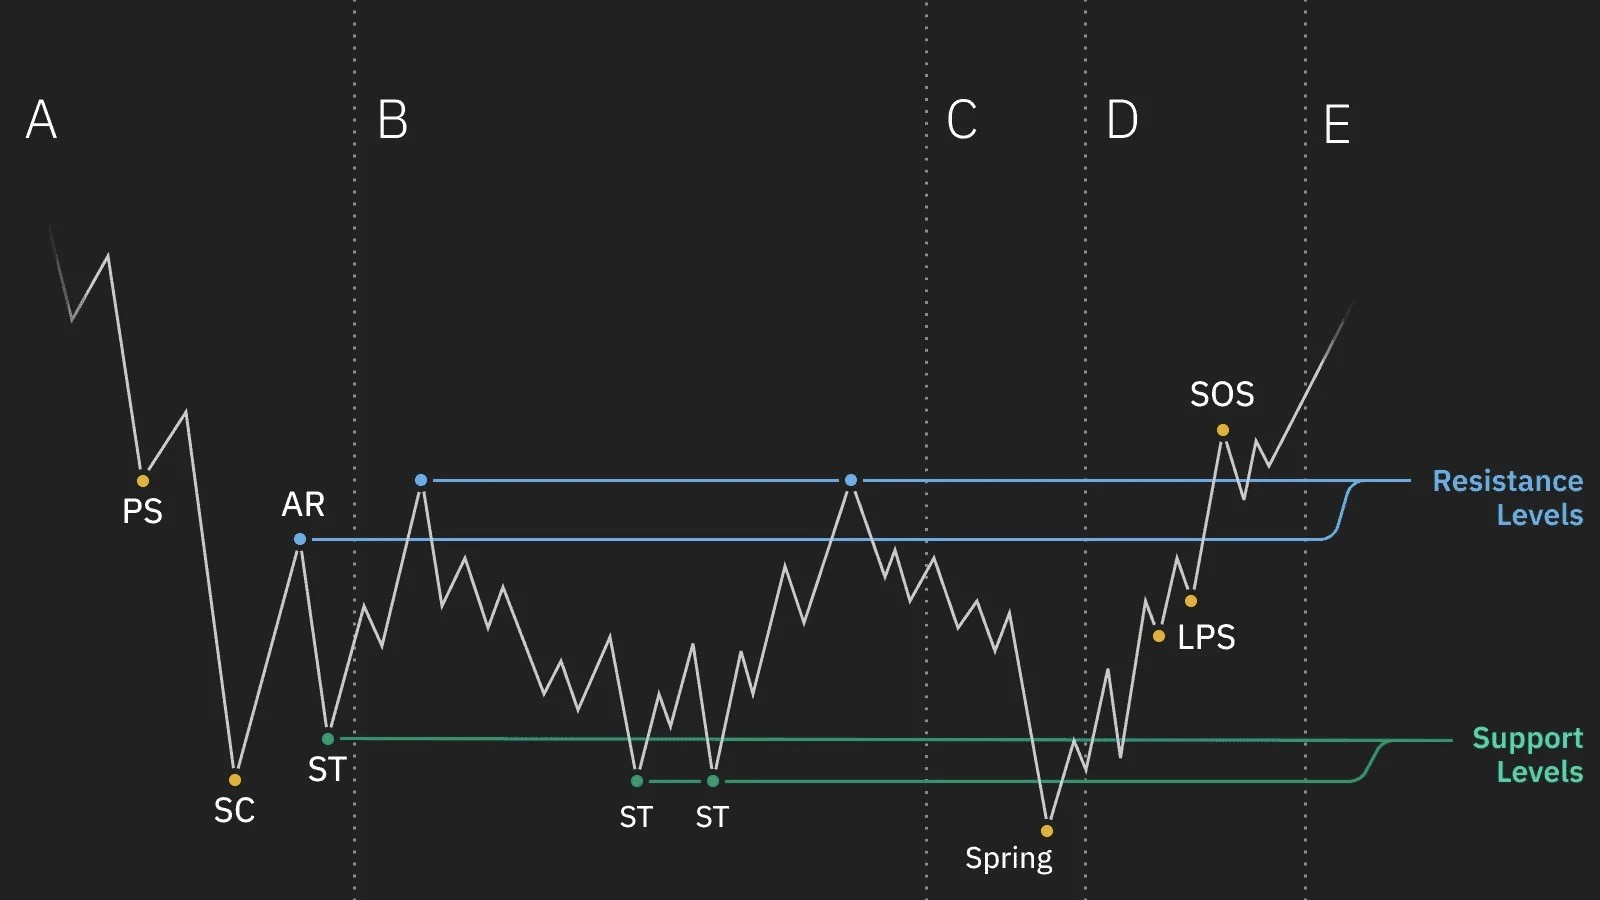 A
B
C
D
E
SOS
Resistance
Levels
PS
AR
LPS
Support
Levels
ST
SC
ST
ST
Spring